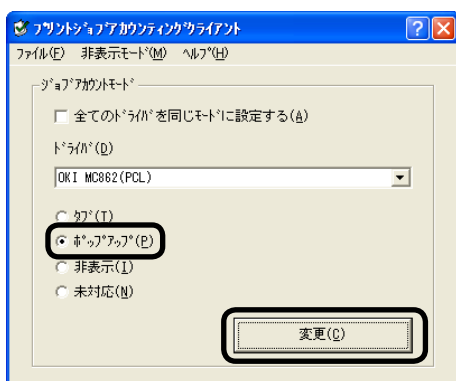 ﾌﾟﾘﾝﾄｼﾞｮﾌﾞｱｶｳﾝﾃｨﾝｸﾞｸﾗｲｱﾝﾄ
ﾌｧｲﾙ(F) 非表示ﾓｰﾄﾞ(M) ﾍﾙﾌﾟ(H)
ｼﾞｮﾌﾞｱｶｳﾝﾄﾓｰﾄﾞ
全てのﾄﾞﾗｲﾊﾞを同じﾓｰﾄﾞに設定する(A)
ﾄﾞﾗｲﾊﾞ(D)
OKI MC862(PCL)
ﾀﾌﾞ(T)
ﾎﾟｯﾌﾟｱｯﾌﾟ(P)
非表示(I)
未対応(N)
変更(C)